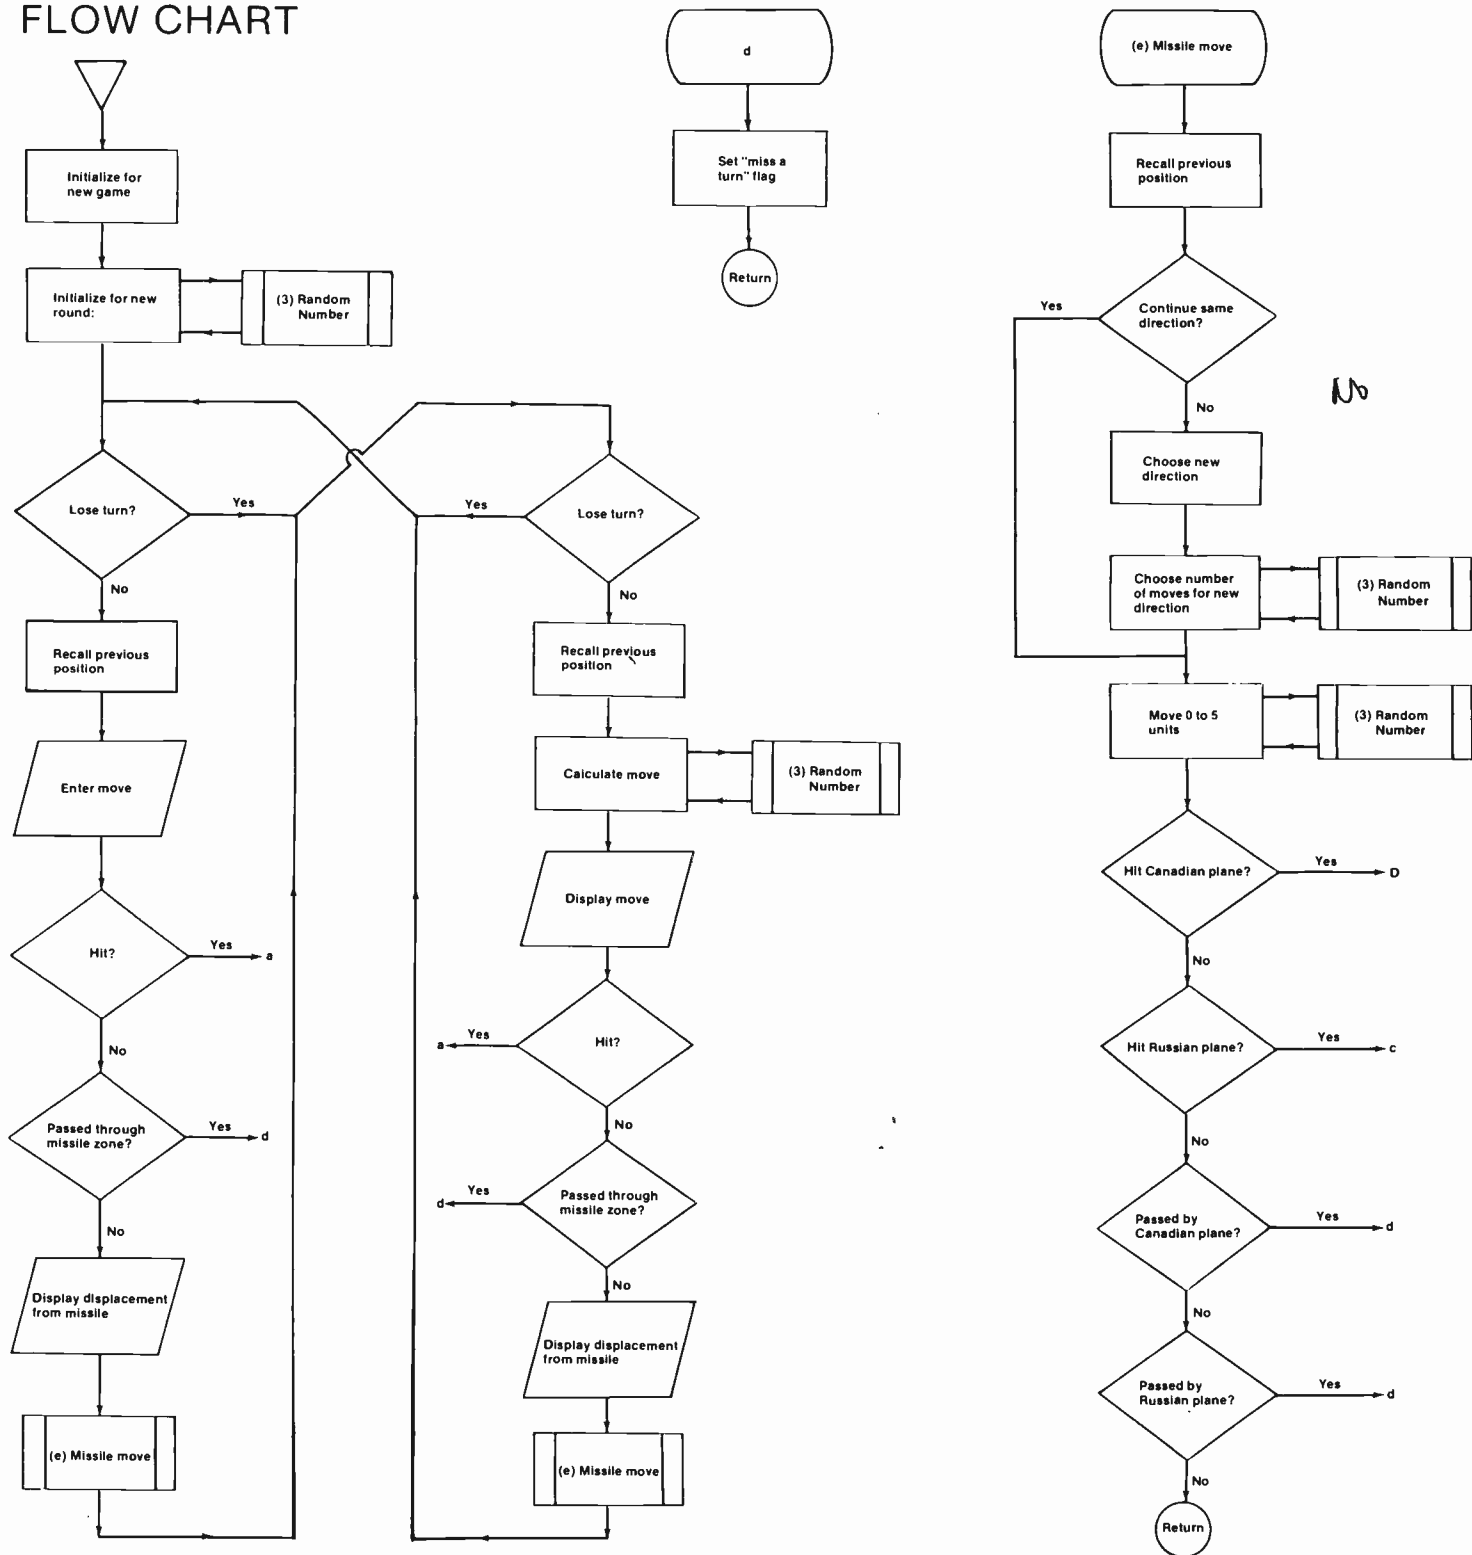 FLOW CHART
Initialize for
new game
Initialize for new
round:
(3) Random
Number
Lose turn?
Yes
No
Recall previous
position
Enter move
Hit?
Yes
a
No
Passed through
missile zone?
Yes
d
No
Display displacement
from missile
(e) Missile move
Lose turn?
Yes
No
Recall previous
position
Calculate move
(3) Random
Number
Display move
Hit?
Yes
a
No
Passed through
missile zone?
Yes
d
No
Display displacement
from missile
(e) Missile move
d
Set "miss a
turn" flag
Return
(e) Missile move
Recall previous
position
Continue same
direction?
Yes
No
No
Choose new
direction
Choose number
of moves for new
direction
(3) Random
Number
Move 0 to 5
units
(3) Random
Number
Hit Canadian plane?
Yes
D
No
Hit Russian plane?
Yes
c
No
Passed by
Canadian plane?
Yes
d
No
Passed by
Russian plane?
Yes
d
No
Return